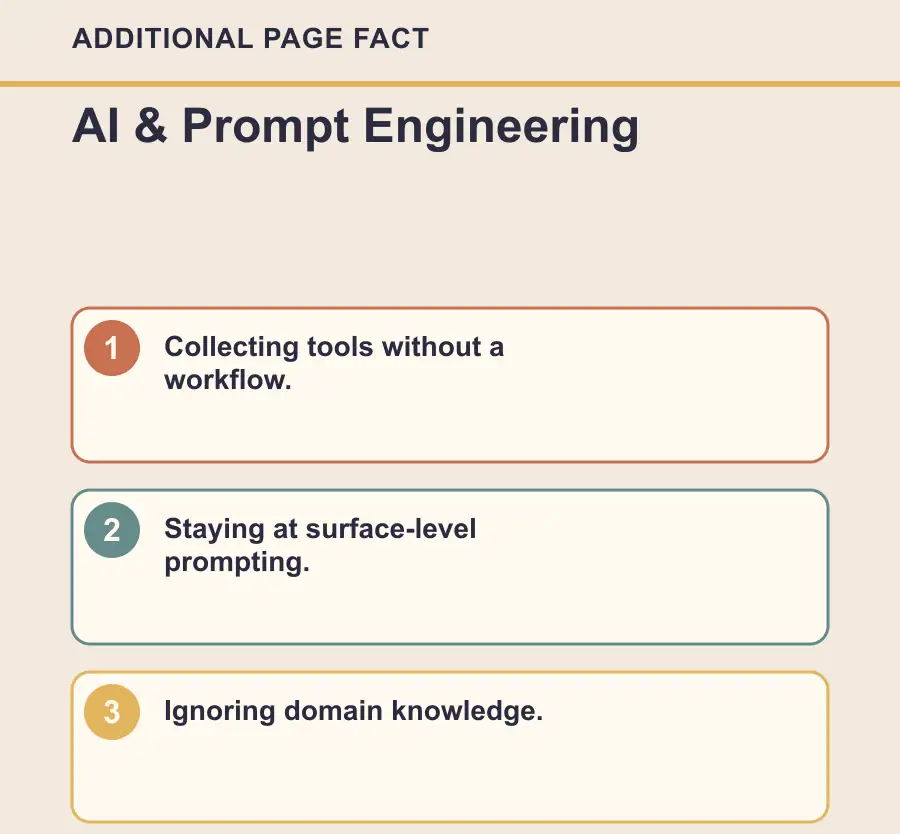 ADDITIONAL PAGE FACT
AI & Prompt Engineering
1
Collecting tools without a
workflow.
2
Staying at surface-level
prompting.
3
Ignoring domain knowledge.